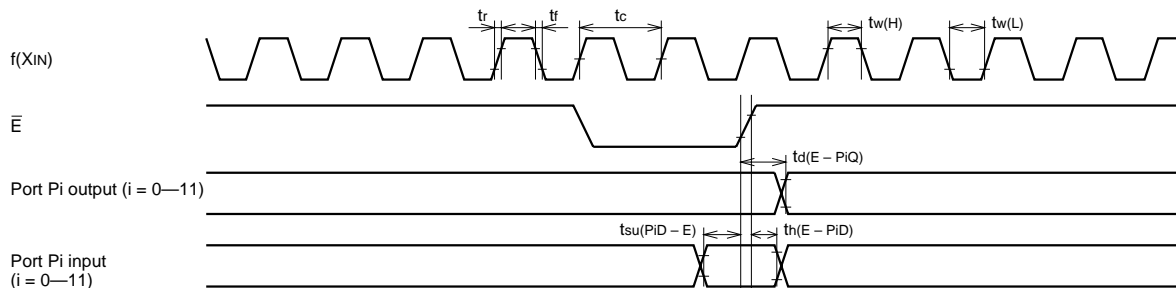 tr tf tc tw(H) tw(L)
f(XIN)
E̅
td(E – PiQ)
Port Pi output (i = 0—11)
tsu(PiD – E) th(E – PiD)
Port Pi input
(i = 0—11)